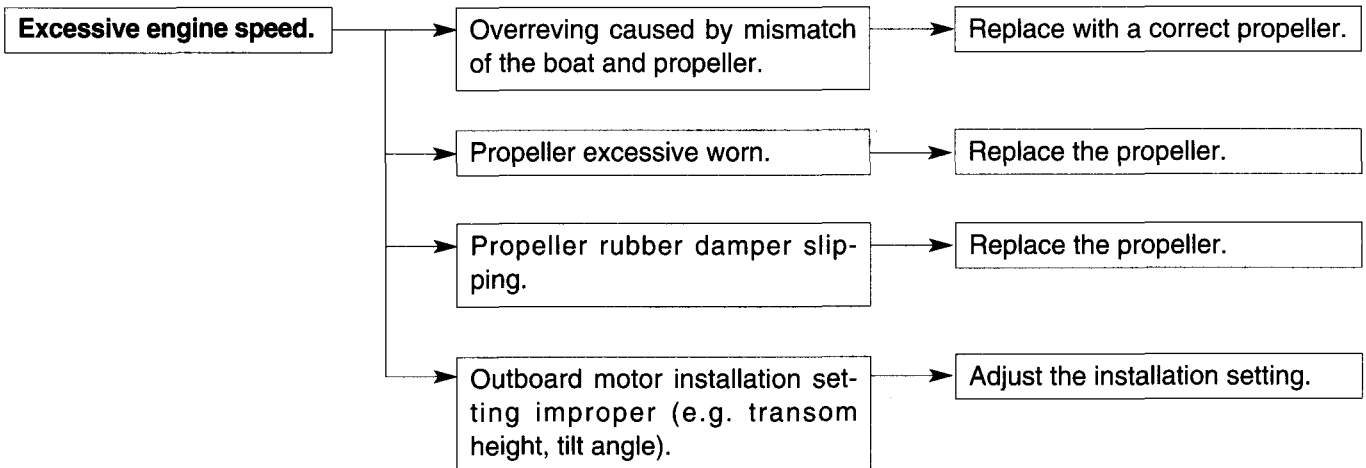 Excessive engine speed.
Overreving caused by mismatch
of the boat and propeller.
Replace with a correct propeller.
Propeller excessive worn.
Replace the propeller.
Propeller rubber damper slip-
ping.
Replace the propeller.
Outboard motor installation set-
ting improper (e.g. transom
height, tilt angle).
Adjust the installation setting.